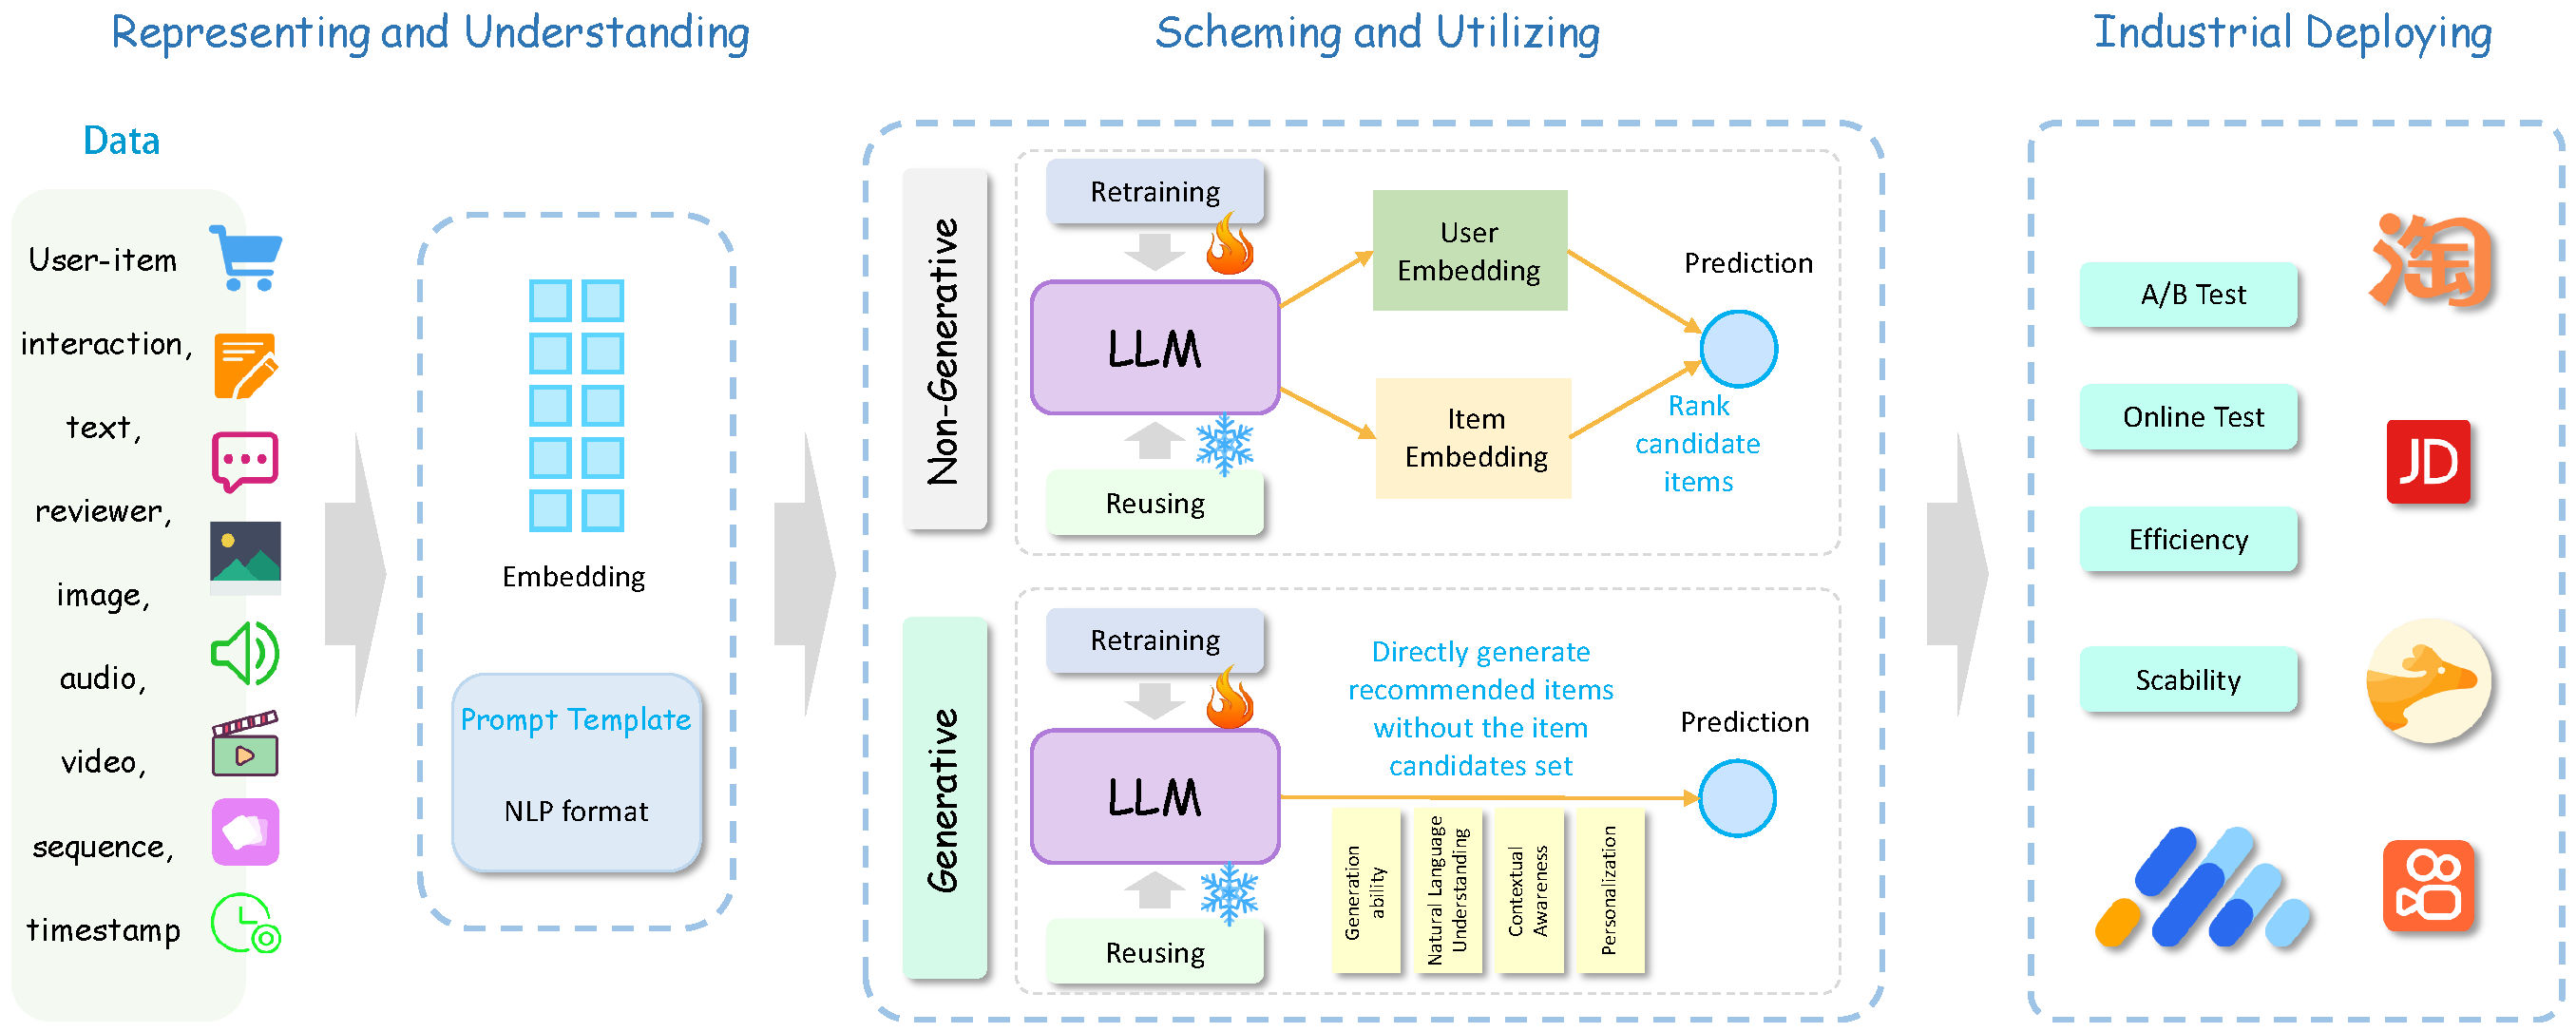 Representing and Understanding
Scheming and Utilizing
Industrial Deploying
Data
User-item
interaction,
text,
reviewer,
image,
audio,
video,
sequence,
timestamp
Embedding
Prompt Template
NLP format
Non-Generative
Retraining
LLM
Reusing
User
Embedding
Item
Embedding
Prediction
Rank
candidate
items
Generative
Retraining
LLM
Reusing
Directly generate
recommended items
without the item
candidates set
Prediction
Generation
ability
Natural Language
Understanding
Contextual
Awareness
Personalization
A/B Test
Online Test
Efficiency
Scability
淘
JD